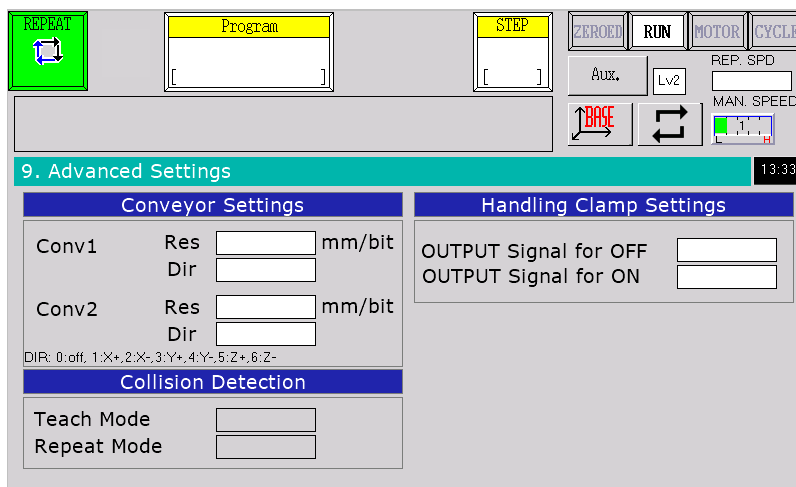 REPEAT
Program
[ ]
STEP
[ ]
ZEROED RUN MOTOR CYCLE
Aux. Lv2 REP. SPD
BASE MAN. SPEED
1
L H
9. Advanced Settings 13:33
Conveyor Settings
Conv1 Res mm/bit
Dir
Conv2 Res mm/bit
Dir
DIR: 0:off, 1:X+,2:X-,3:Y+,4:Y-,5:Z+,6:Z-
Collision Detection
Teach Mode
Repeat Mode
Handling Clamp Settings
OUTPUT Signal for OFF
OUTPUT Signal for ON